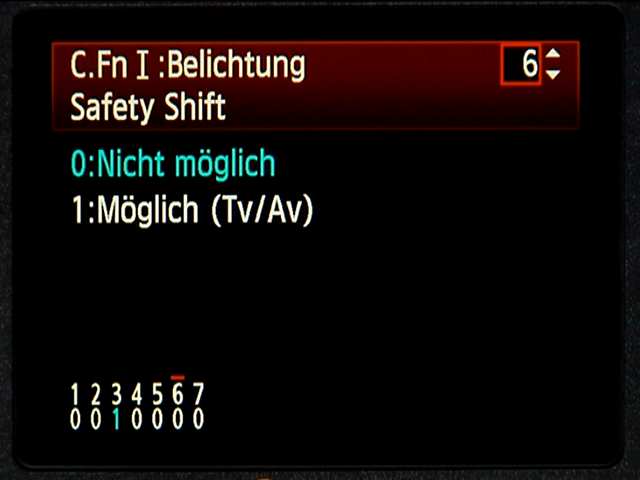 C.Fn I :Belichtung 6
Safety Shift
0:Nicht möglich
1:Möglich (Tv/Av)
1 2 3 4 5 6 7
0 0 1 0 0 0 0